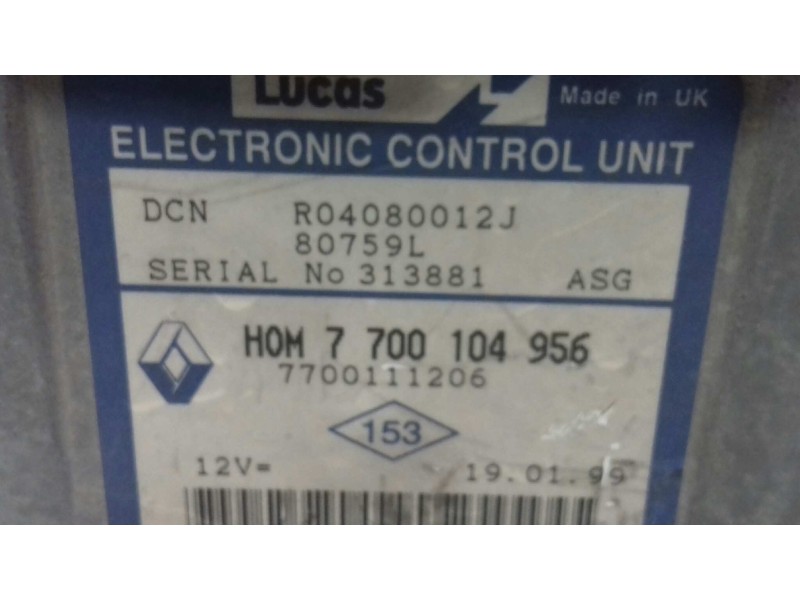 Lucas
Made in UK
ELECTRONIC CONTROL UNIT
DCN R04080012J
80759L
SERIAL No 313881 ASG
HOM 7 700 104 956
7700111206
153
12V= 19.01.99